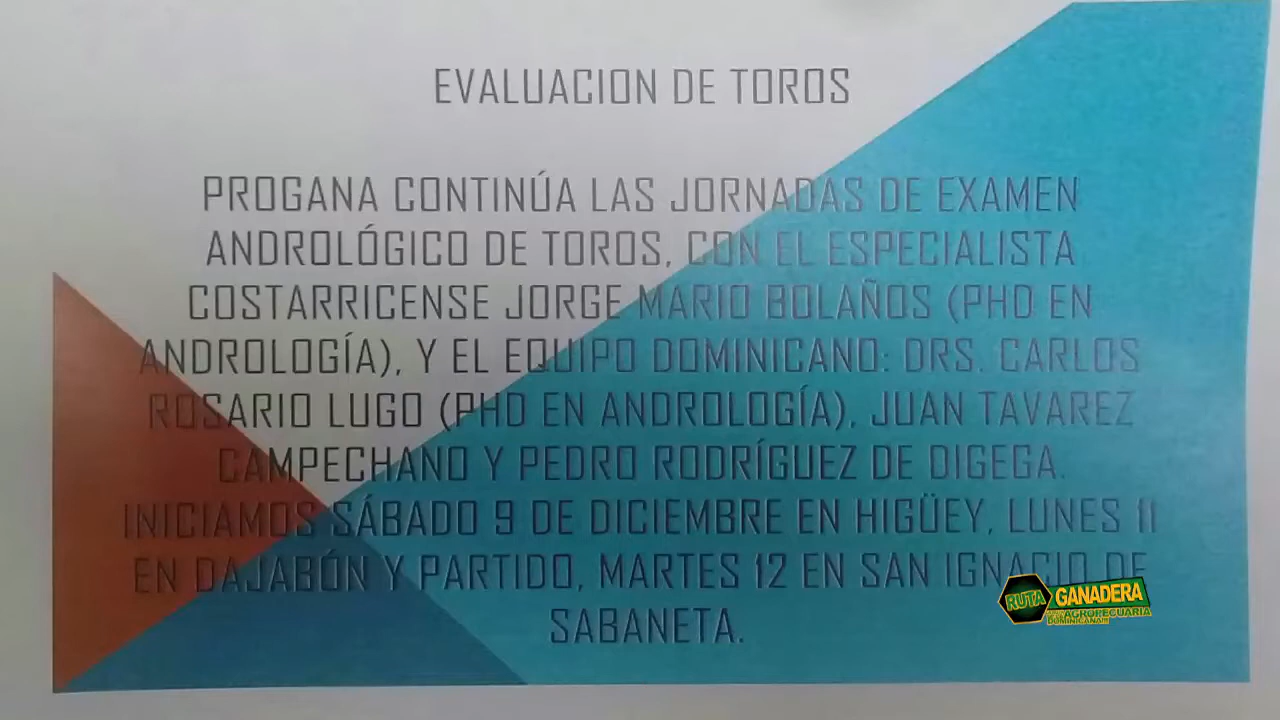 EVALUACION DE TOROS
PROGANA CONTINÚA LAS JORNADAS DE EXAMEN
ANDROLÓGICO DE TOROS, CON EL ESPECIALISTA
COSTARRICENSE JORGE MARIO BOLAÑOS (PHD EN
ANDROLOGÍA), Y EL EQUIPO DOMINICANO: DRS. CARLOS
ROSARIO LUGO (PHD EN ANDROLOGÍA), JUAN TAVAREZ
CAMPECHANO Y PEDRO RODRÍGUEZ DE DIGEGA.
INICIAMOS SÁBADO 9 DE DICIEMBRE EN HIGÜEY, LUNES 11
EN DAJABÓN Y PARTIDO, MARTES 12 EN SAN IGNACIO DE
SABANETA.
RUTA GANADERA
AGROPECUARIA
DOMINICANA!!!